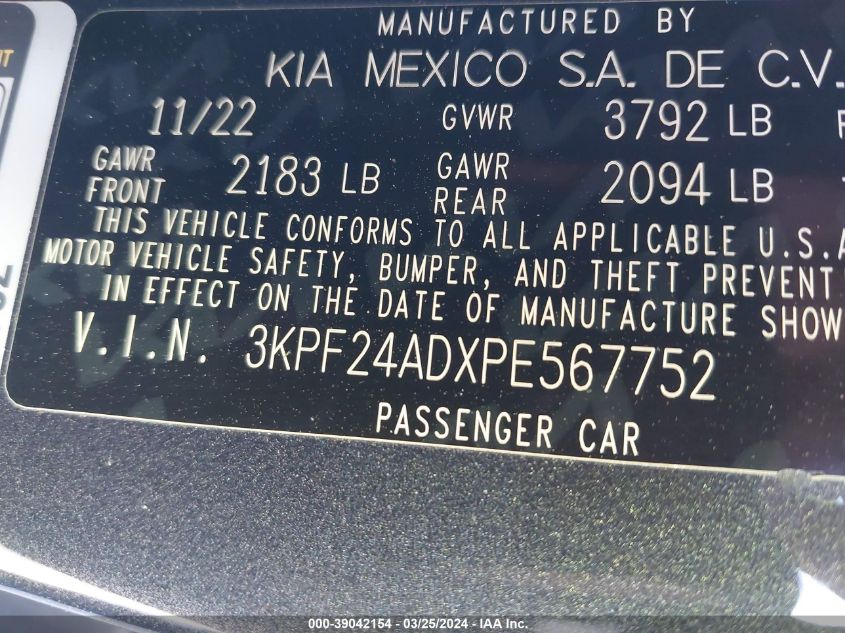 MANUFACTURED BY
KIA MEXICO S.A. DE C.V.
11/22 GVWR 3792 LB
GAWR FRONT 2183 LB GAWR REAR 2094 LB
THIS VEHICLE CONFORMS TO ALL APPLICABLE U.S.A
MOTOR VEHICLE SAFETY, BUMPER, AND THEFT PREVENT
IN EFFECT ON THE DATE OF MANUFACTURE SHOW
V.I.N. 3KPF24ADXPE567752
PASSENGER CAR
000-39042154 - 03/25/2024 - IAA, Inc.